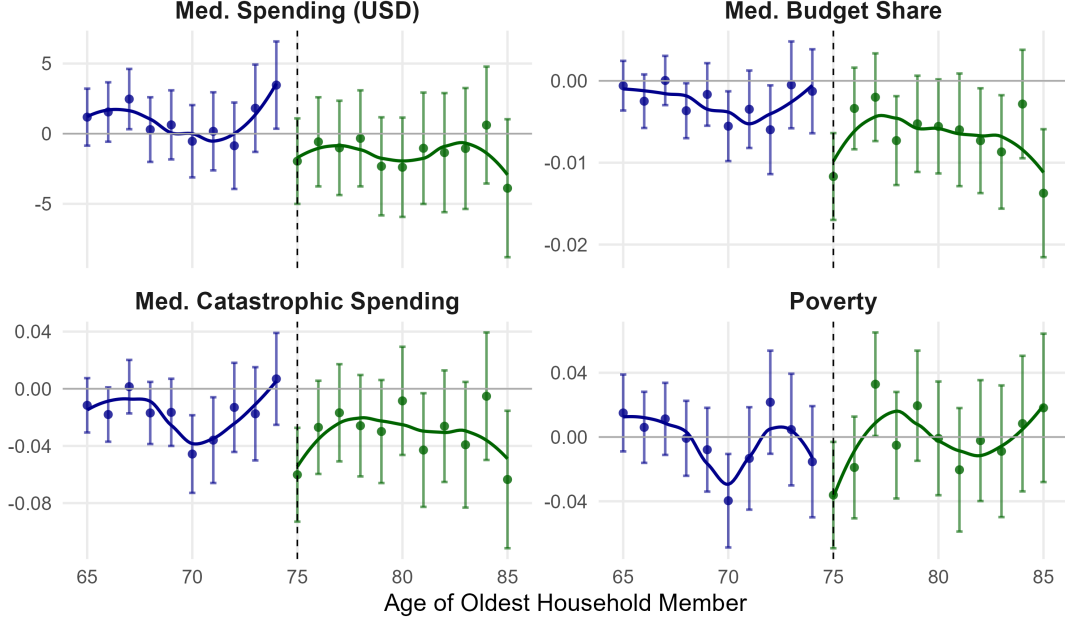 Med. Spending (USD)
Med. Budget Share
5
0
-5
0.00
-0.01
-0.02
Med. Catastrophic Spending
Poverty
0.04
0.00
-0.04
-0.08
0.04
0.00
-0.04
65 70 75 80 85
65 70 75 80 85
Age of Oldest Household Member